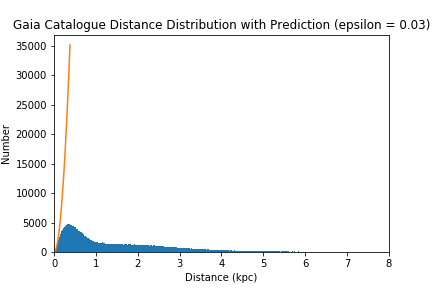 Gaia Catalogue Distance Distribution with Prediction (epsilon = 0.03)
35000
30000
25000
20000
15000
10000
5000
0
Number
0 1 2 3 4 5 6 7 8
Distance (kpc)